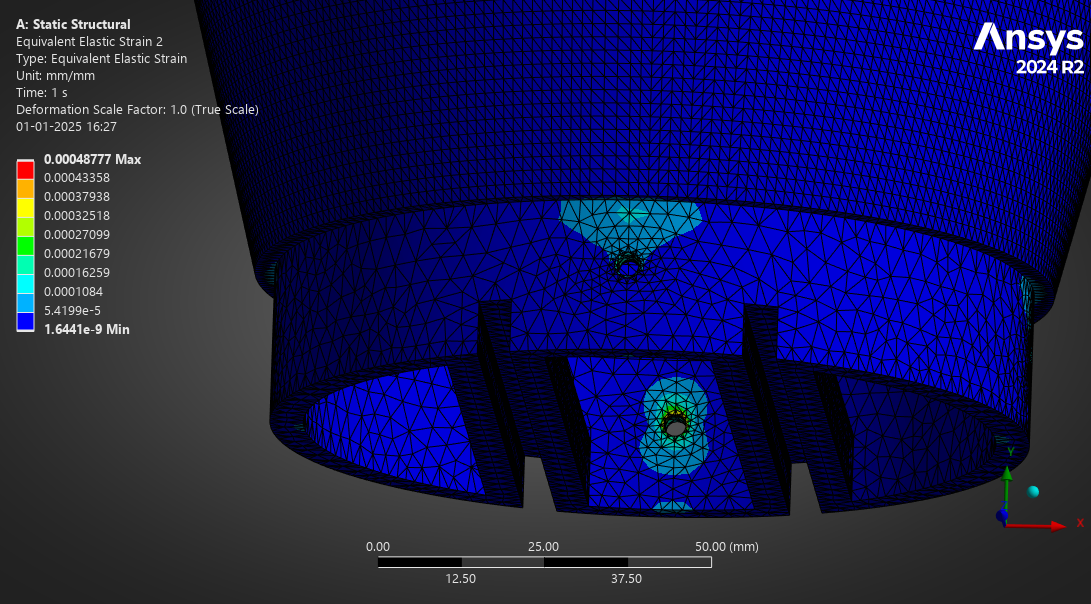 A: Static Structural
Equivalent Elastic Strain 2
Type: Equivalent Elastic Strain
Unit: mm/mm
Time: 1 s
Deformation Scale Factor: 1.0 (True Scale)
01-01-2025 16:27
Ansys
2024 R2
0.00048777 Max
0.00043358
0.00037938
0.00032518
0.00027099
0.00021679
0.00016259
0.0001084
5.4199e-5
1.6441e-9 Min
Y
X
0.00 25.00 50.00 (mm)
12.50 37.50